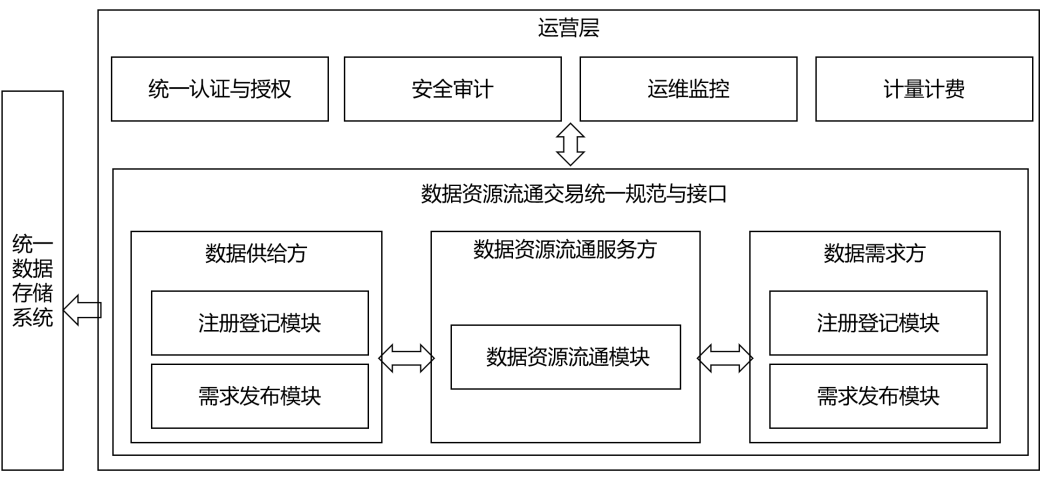 运营层
统一认证与授权
安全审计
运维监控
计量计费
统一
数据
存储
系统
数据资源流通交易统一规范与接口
数据供给方
注册登记模块
需求发布模块
数据资源流通服务方
数据资源流通模块
数据需求方
注册登记模块
需求发布模块